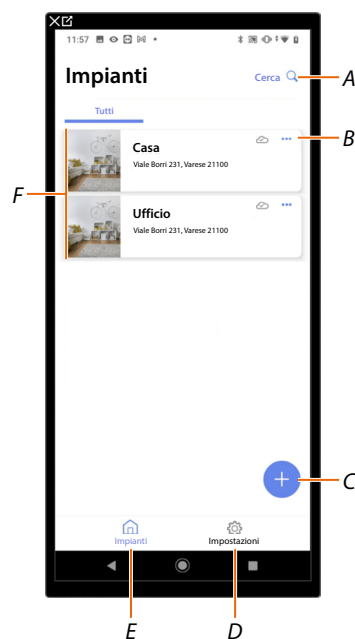 11:57
Impianti
Cerca
A
Tutti
B
Casa
Viale Borri 231, Varese 21100
F
Ufficio
Viale Borri 231, Varese 21100
C
Impianti
Impostazioni
E
D